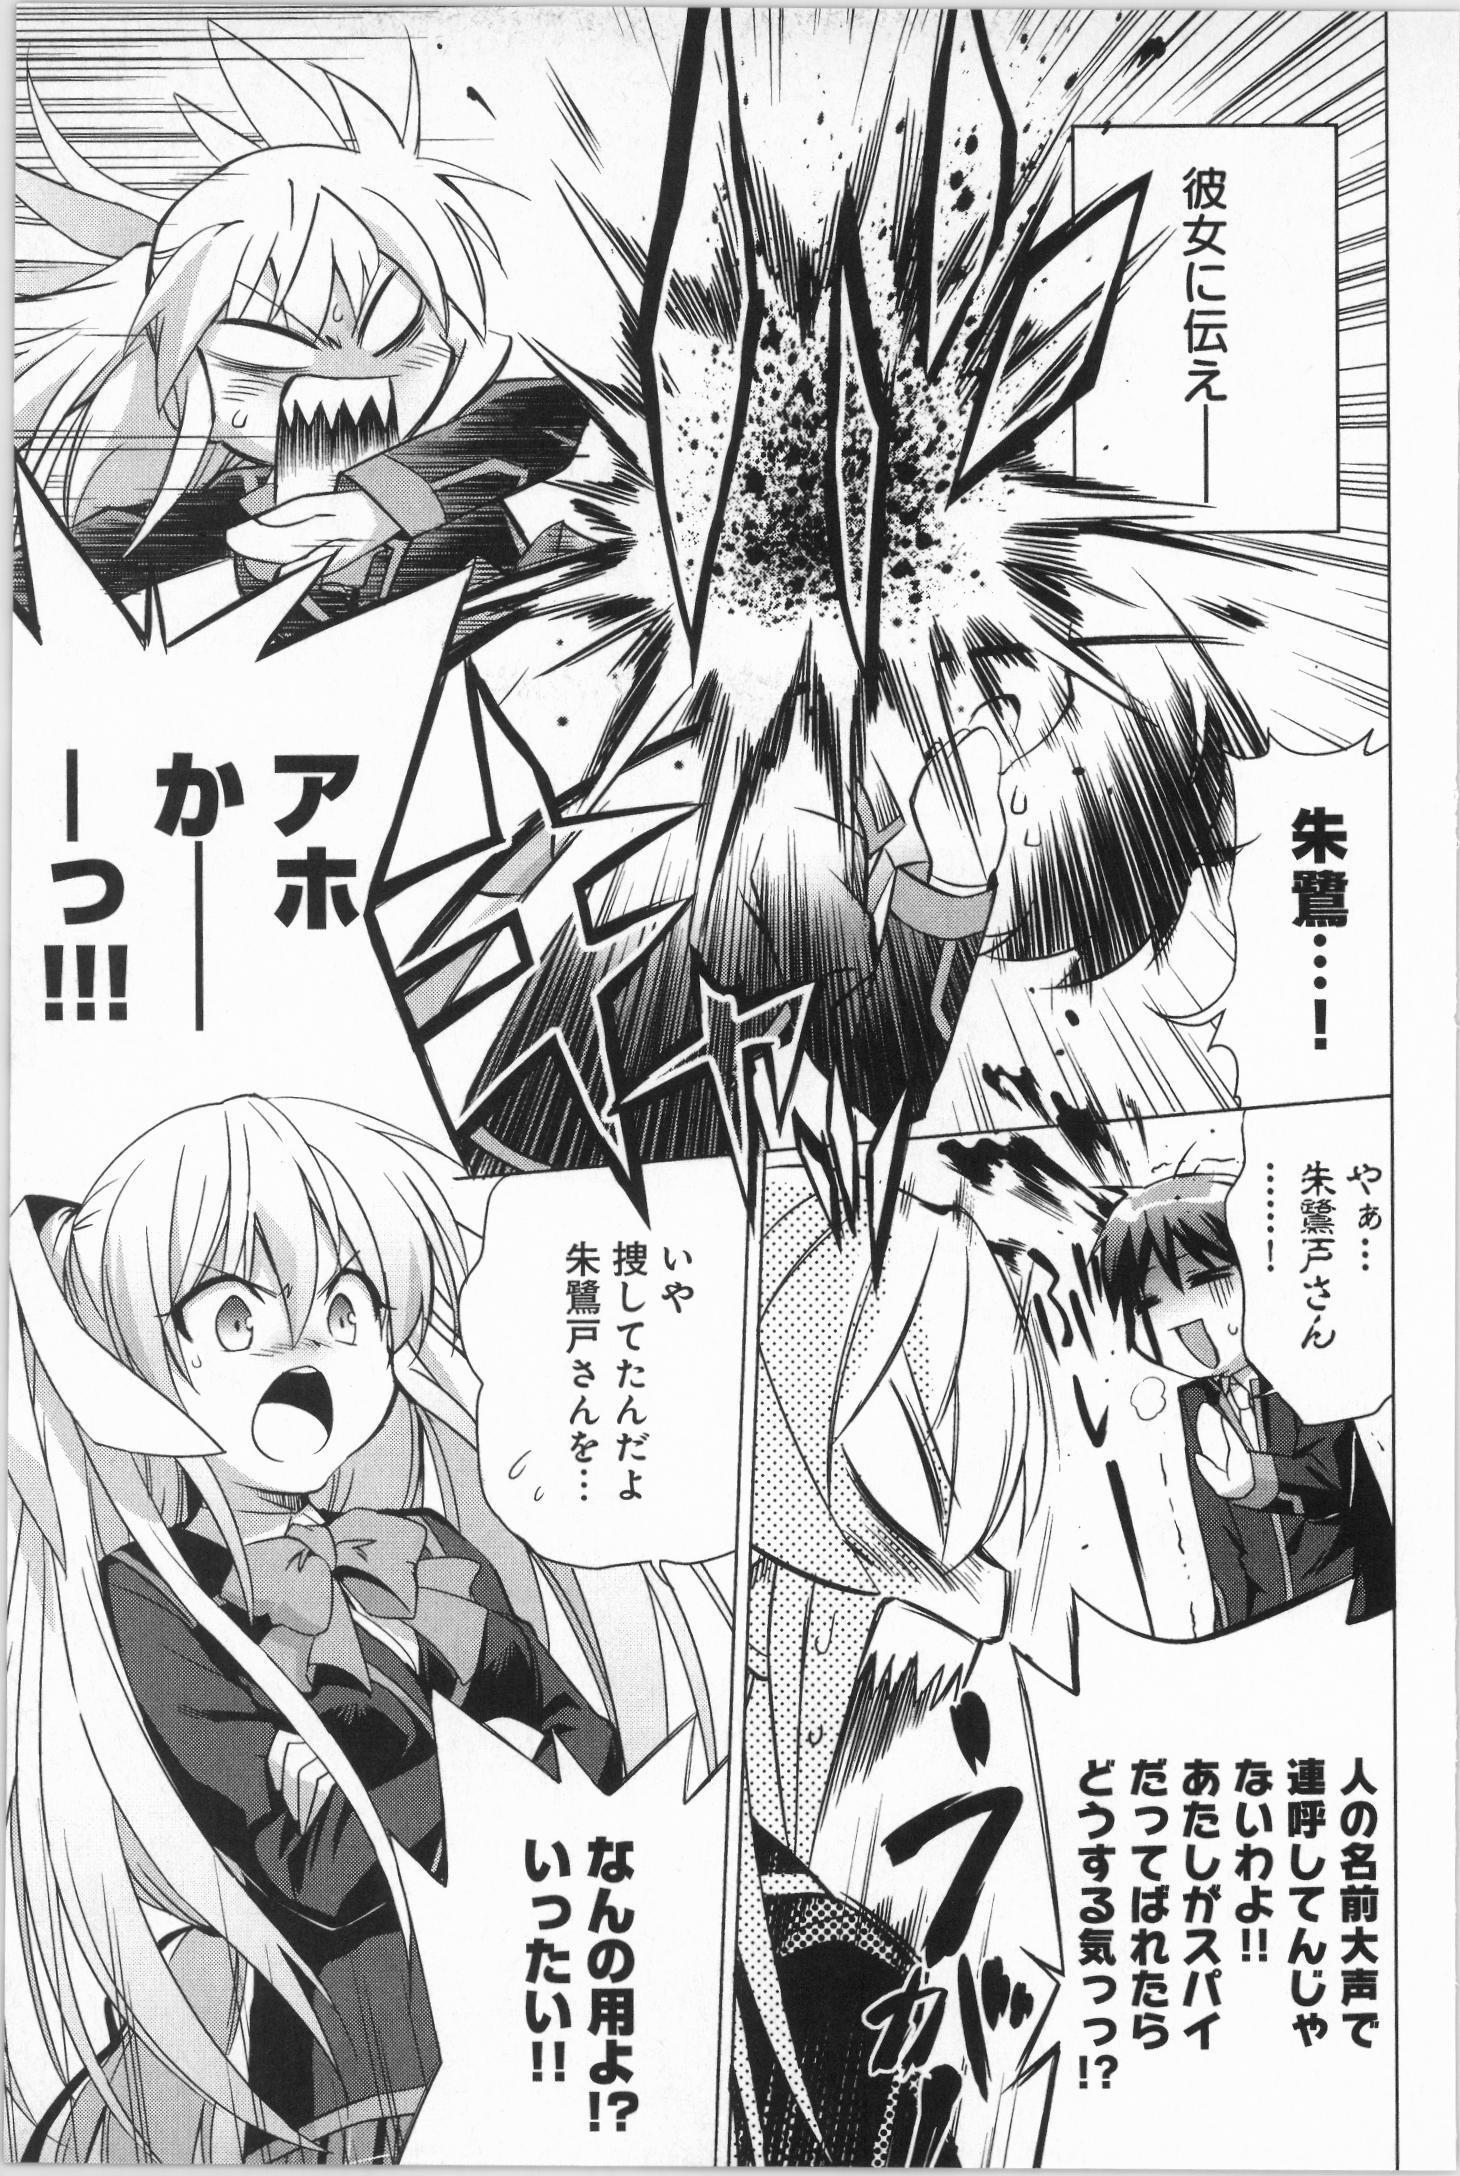 彼女に伝え――
朱鷺…!
アホ
か――
―っ!!!
やぁ…
朱鷺戸さん
……!
ぷしーっ
人の名前大声で
連呼してんじゃ
ないわよ!!
あたしがスパイ
だってばれたら
どうする気っっ!?
いや
捜してたんだよ
朱鷺戸さんを…
なんの用よ!?
いったい!!